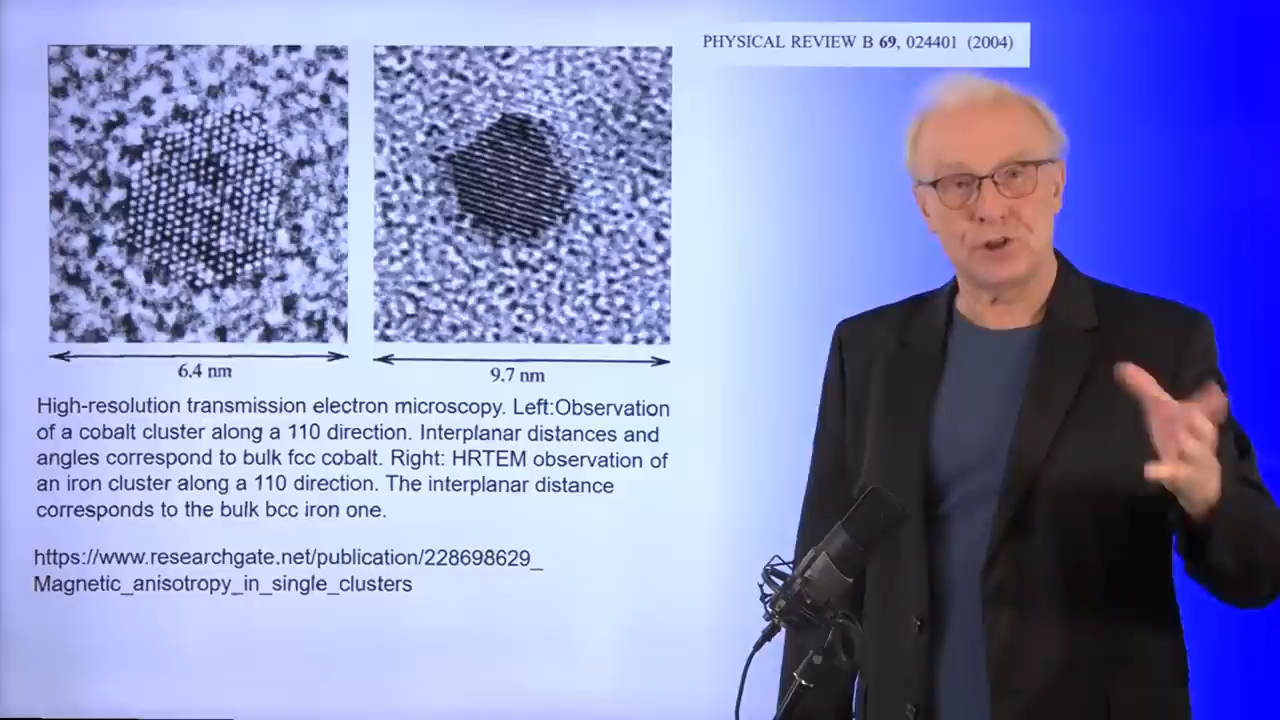 PHYSICAL REVIEW B 69, 024401 (2004)
6.4 nm
9.7 nm
High-resolution transmission electron microscopy. Left:Observation
of a cobalt cluster along a 110 direction. Interplanar distances and
angles correspond to bulk fcc cobalt. Right: HRTEM observation of
an iron cluster along a 110 direction. The interplanar distance
corresponds to the bulk bcc iron one.
https://www.researchgate.net/publication/228698629_
Magnetic_anisotropy_in_single_clusters